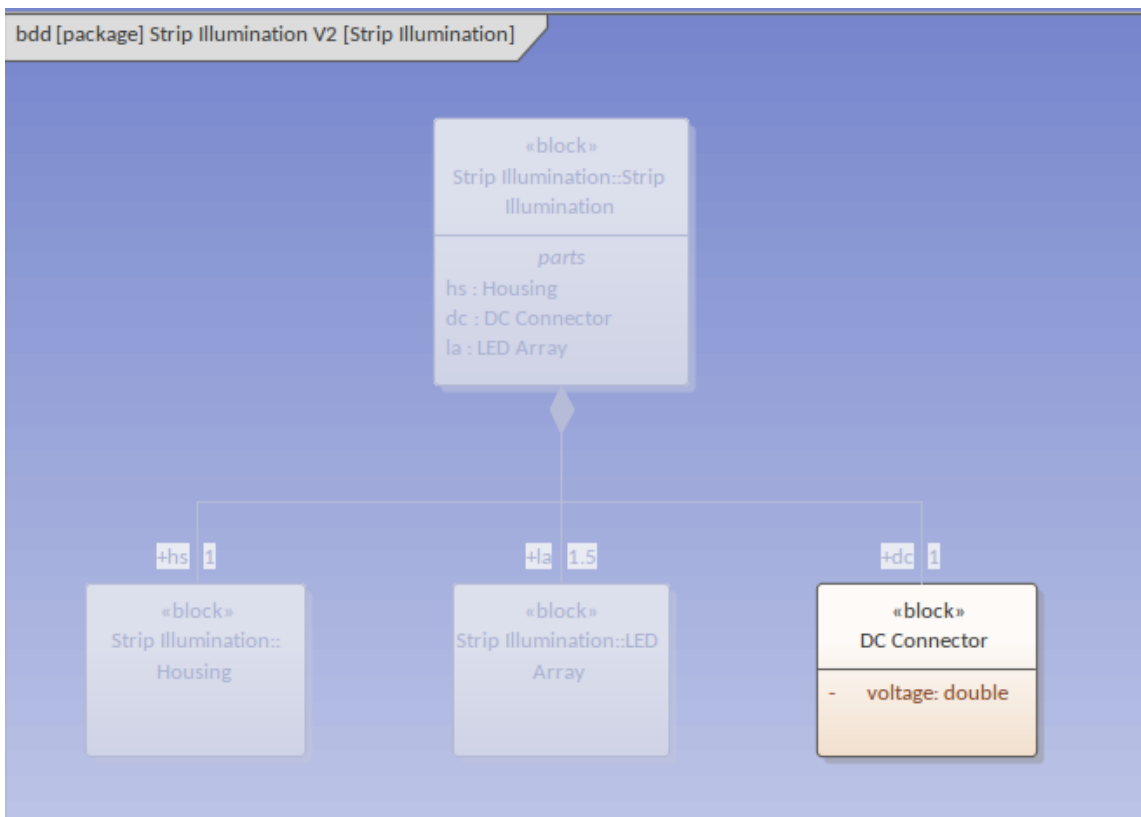 bdd [package] Strip Illumination V2 [Strip Illumination]
«block»
Strip Illumination::Strip
Illumination
parts
hs : Housing
dc : DC Connector
la : LED Array
+hs 1
+la 1.5
+dc 1
«block»
Strip Illumination::
Housing
«block»
Strip Illumination::LED
Array
«block»
DC Connector
- voltage: double